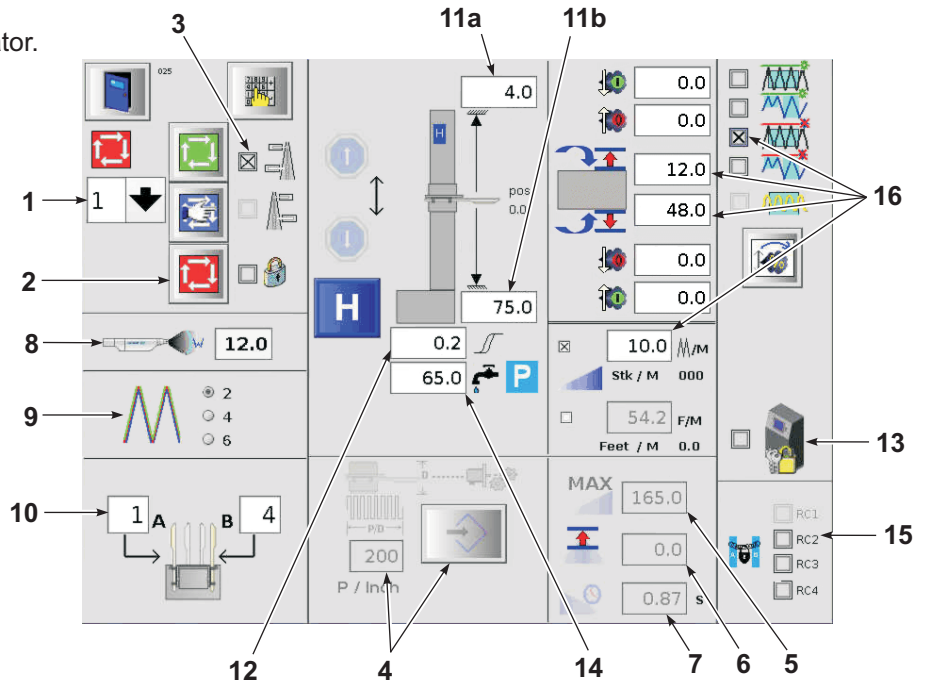 ator.
3
11a
11b
025
4.0
0.0
0.0
H
12.0
1
1
pos
0.0
16
48.0
2
0.0
75.0
0.0
H
8
12.0
0.2
10.0 /M
Stk / M 000
65.0 P
9
2
4
6
54.2 F/M
Feet / M 0.0
13
MAX
D
165.0
10
1 A B 4
P/D
RC1
RC2 15
RC3
RC4
200
0.0
P / Inch
0.87 s
12
4
14
7
6
5